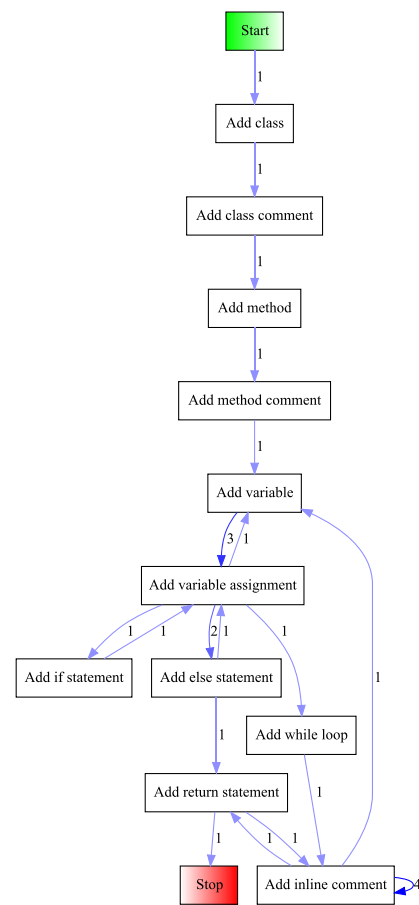 Start
1
Add class
1
Add class comment
1
Add method
1
Add method comment
1
Add variable
3 1
Add variable assignment
1 1 2 1 1
Add if statement
Add else statement
1
Add while loop
1
1
Add return statement
1 1 1
Stop
Add inline comment
4